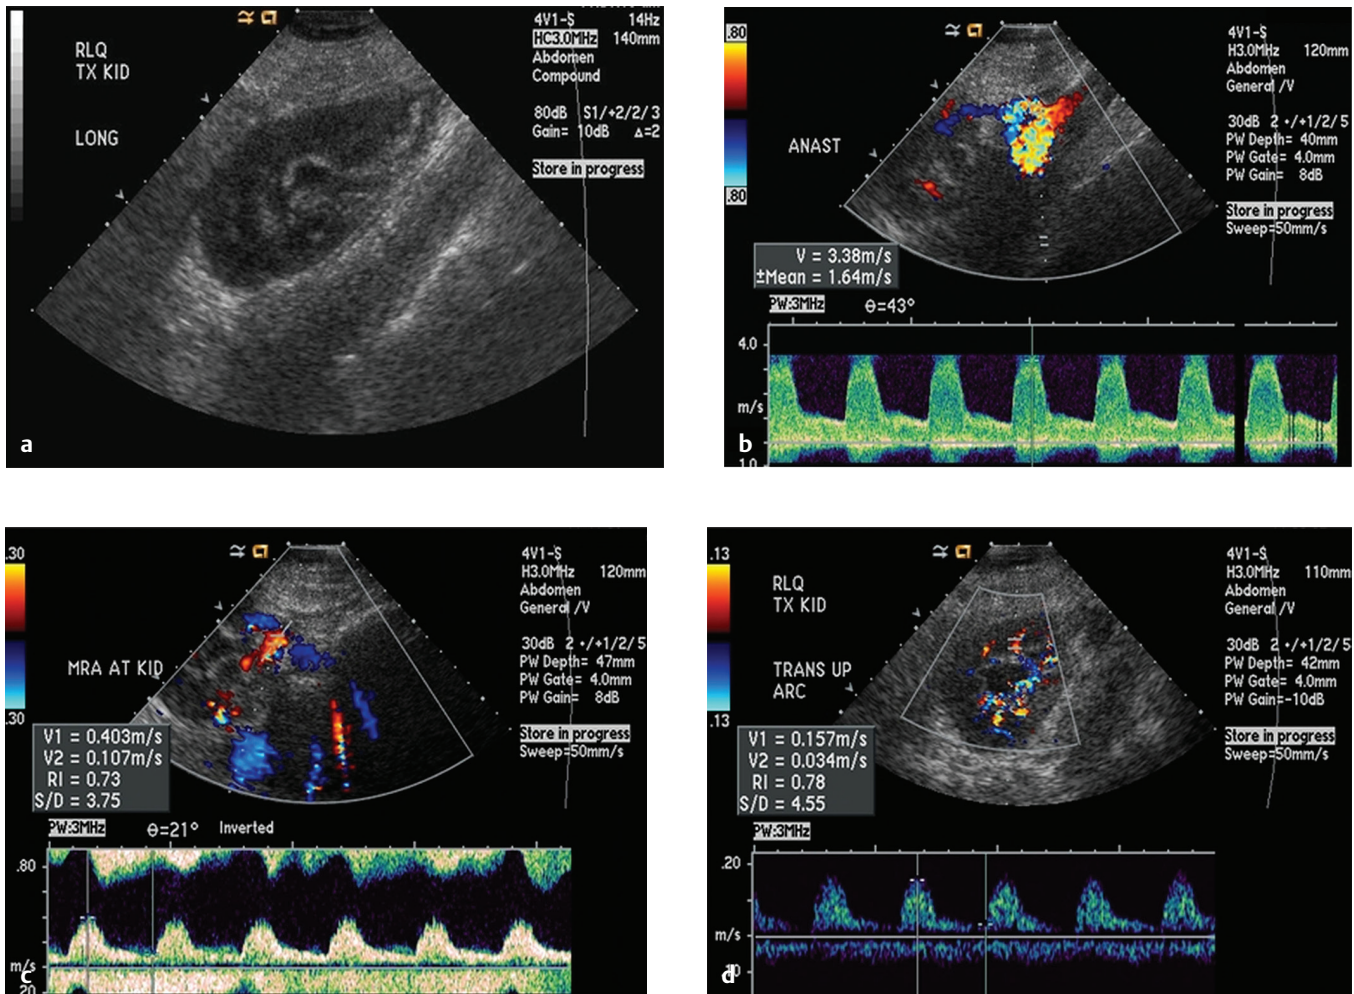 RLQ
TX KID
LONG
4V1-S 14Hz
HC3.0MHz 140mm
Abdomen
Compound
80dB S1/+2/2/3
Gain= 10dB Δ=2
Store in progress
a
.80
.80
ANAST
4V1-S
H3.0MHz 120mm
Abdomen
General /V
30dB 2 +/+1/2/5
PW Depth= 40mm
PW Gate= 4.0mm
PW Gain= 8dB
Store in progress
Sweep=50mm/s
V = 3.38m/s
±Mean = 1.64m/s
PW:3MHz θ=43°
4.0
m/s
1.0
b
.30
.30
MRA AT KID
4V1-S
H3.0MHz 120mm
Abdomen
General /V
30dB 2 +/+1/2/5
PW Depth= 47mm
PW Gate= 4.0mm
PW Gain= 8dB
Store in progress
Sweep=50mm/s
V1 = 0.403m/s
V2 = 0.107m/s
RI = 0.73
S/D = 3.75
PW:3MHz θ=21° Inverted
.80
m/s
.20
c
.13
.13
RLQ
TX KID
TRANS UP
ARC
4V1-S
H3.0MHz 110mm
Abdomen
General /V
30dB 2 +/+1/2/5
PW Depth= 42mm
PW Gate= 4.0mm
PW Gain=-10dB
Store in progress
Sweep=50mm/s
V1 = 0.157m/s
V2 = 0.034m/s
RI = 0.78
S/D = 4.55
PW:3MHz
.20
m/s
d